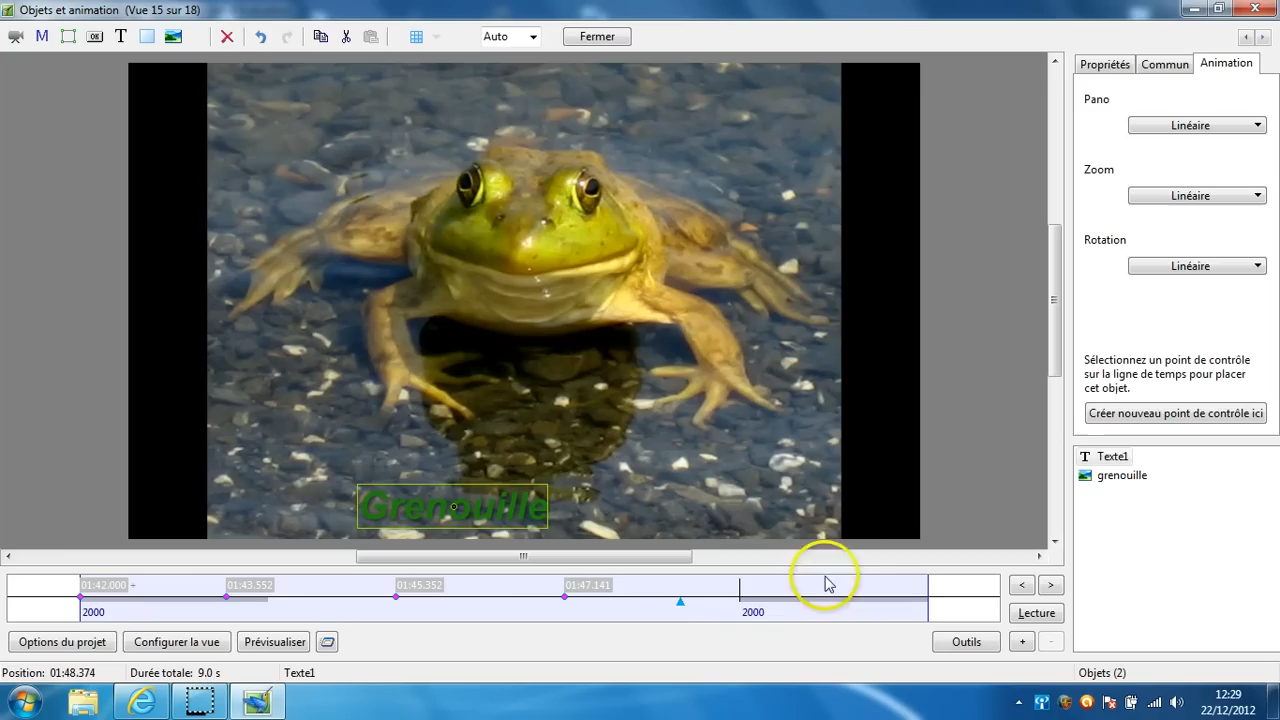 Objets et animation (Vue 15 sur 18)
M OK T Auto Fermer
Propriétés Commun Animation
Pano
Linéaire
Zoom
Linéaire
Rotation
Linéaire
Sélectionnez un point de contrôle
sur la ligne de temps pour placer
cet objet.
Créer nouveau point de contrôle ici
T Texte1
grenouille
Grenouille
01:42.000 + 01:43.552 01:45.352 01:47.141
2000 2000
< >
Lecture
Options du projet Configurer la vue Prévisualiser Outils + -
Position: 01:48.374 Durée totale: 9.0 s Texte1 Objets (2)
12:29
22/12/2012